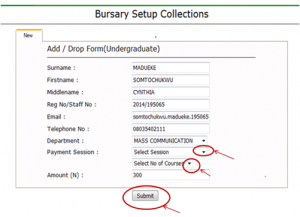 Bursary Setup Collections
New
Add / Drop Form(Undergraduate)
Surname : MADUEKE
Firstname : SOMTOCHUKWU
Middlename : CYNTHIA
Reg No/Staff No : 2014/195065
Email : somtochukwu.madueke.195065
Telephone No : 08035402111
Department : MASS COMMUNICATION
Payment Session : Select Session
Select No of Courses
Amount (N) : 300
Submit